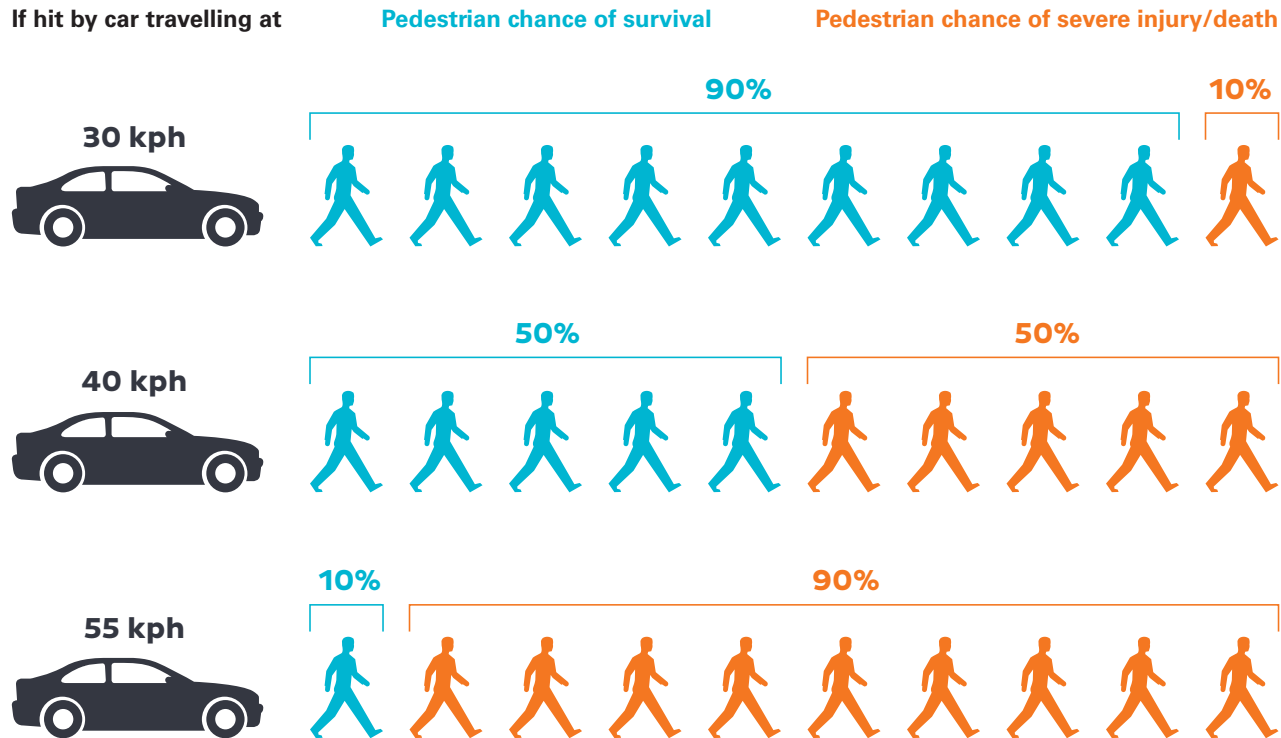 If hit by car travelling at
Pedestrian chance of survival
Pedestrian chance of severe injury/death
30 kph
90%
10%
40 kph
50%
50%
55 kph
10%
90%